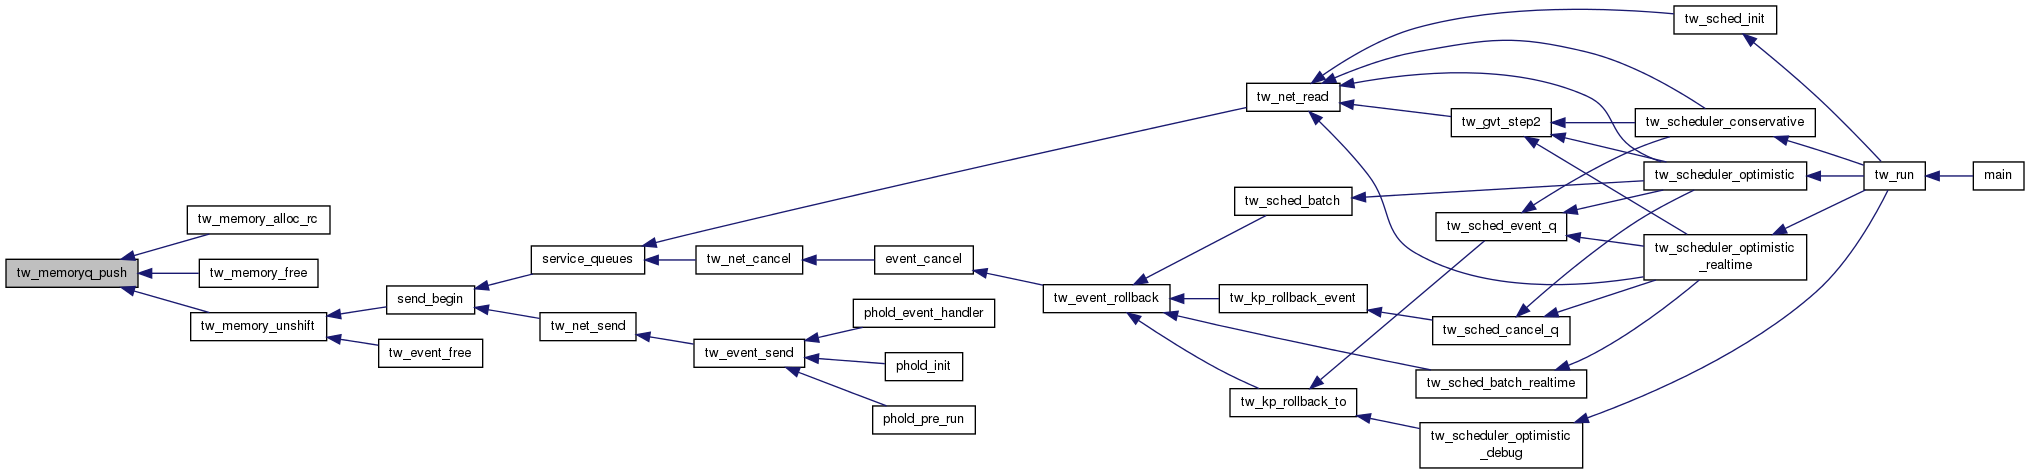 tw_memoryq_push
tw_memory_alloc_rc
tw_memory_free
tw_memory_unshift
send_begin
tw_event_free
service_queues
tw_net_send
tw_net_cancel
tw_event_send
event_cancel
phold_event_handler
phold_init
phold_pre_run
tw_event_rollback
tw_net_read
tw_sched_batch
tw_kp_rollback_event
tw_kp_rollback_to
tw_gvt_step2
tw_sched_event_q
tw_sched_cancel_q
tw_sched_batch_realtime
tw_scheduler_optimistic
_debug
tw_sched_init
tw_scheduler_conservative
tw_scheduler_optimistic
tw_scheduler_optimistic
_realtime
tw_run
main